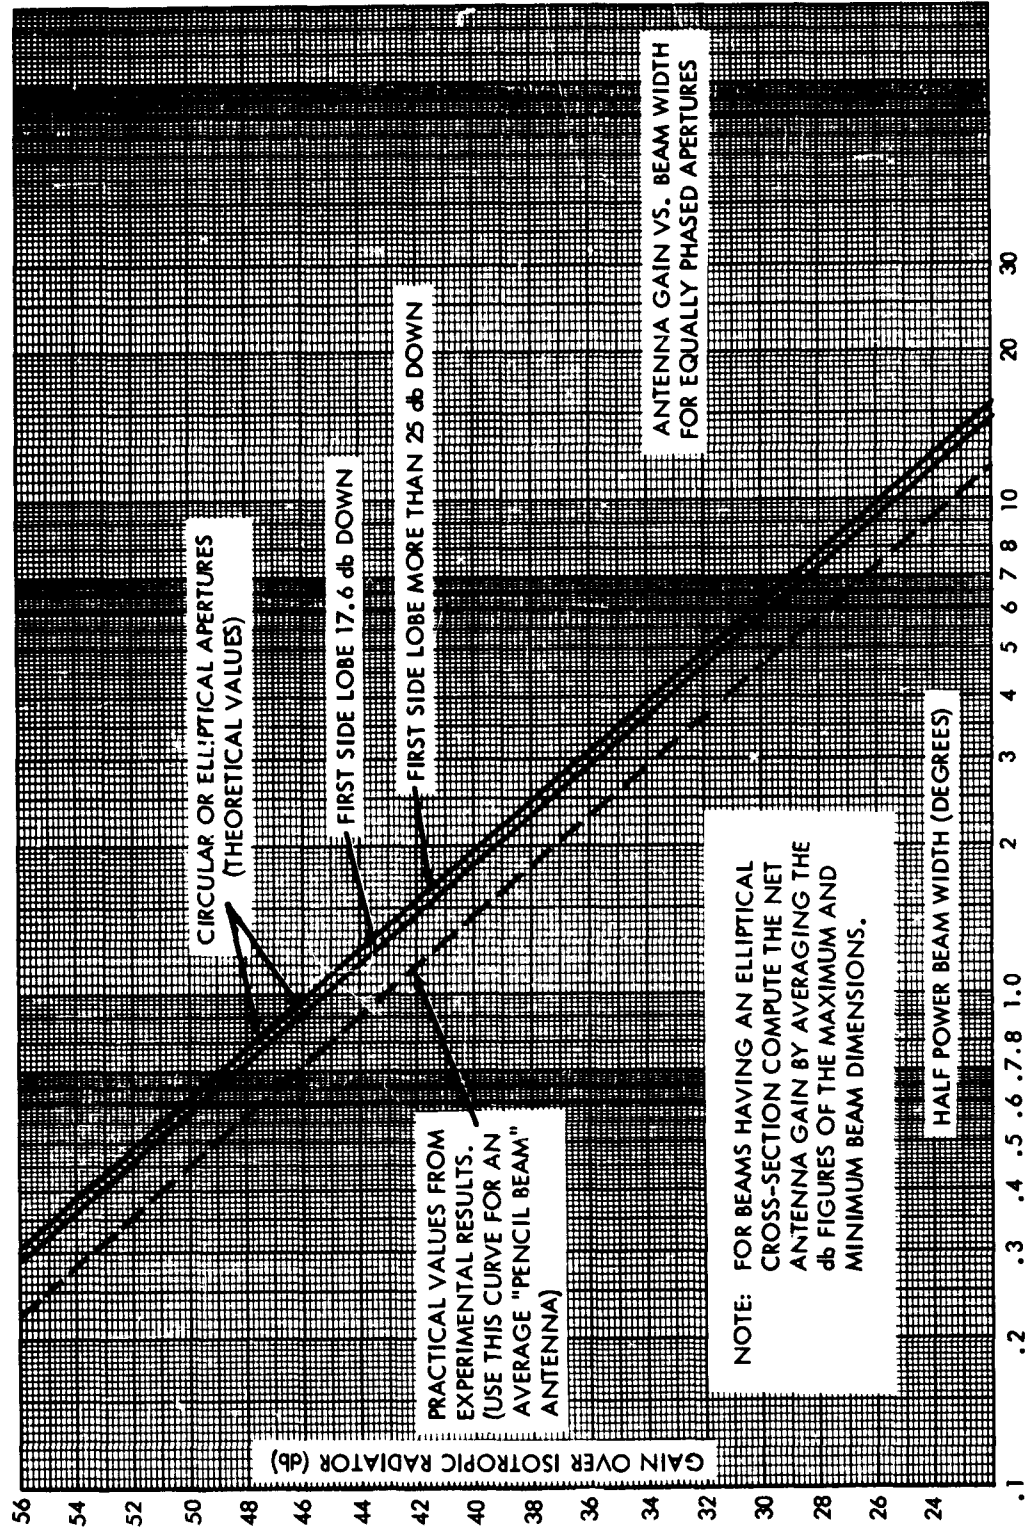 56
54
52
50
48
46
44
42
40
38
36
34
32
30
28
26
24
GAIN OVER ISOTROPIC RADIATOR (db)
CIRCULAR OR ELLIPTICAL APERTURES
(THEORETICAL VALUES)
FIRST SIDE LOBE 17.6 db DOWN
FIRST SIDE LOBE MORE THAN 25 db DOWN
PRACTICAL VALUES FROM
EXPERIMENTAL RESULTS.
(USE THIS CURVE FOR AN
AVERAGE "PENCIL BEAM"
ANTENNA)
ANTENNA GAIN VS. BEAM WIDTH
FOR EQUALLY PHASED APERTURES
NOTE: FOR BEAMS HAVING AN ELLIPTICAL
CROSS-SECTION COMPUTE THE NET
ANTENNA GAIN BY AVERAGING THE
db FIGURES OF THE MAXIMUM AND
MINIMUM BEAM DIMENSIONS.
HALF POWER BEAM WIDTH (DEGREES)
.1 .2 .3 .4 .5 .6 .7 .8 1.0 2 3 4 5 6 7 8 10 20 30